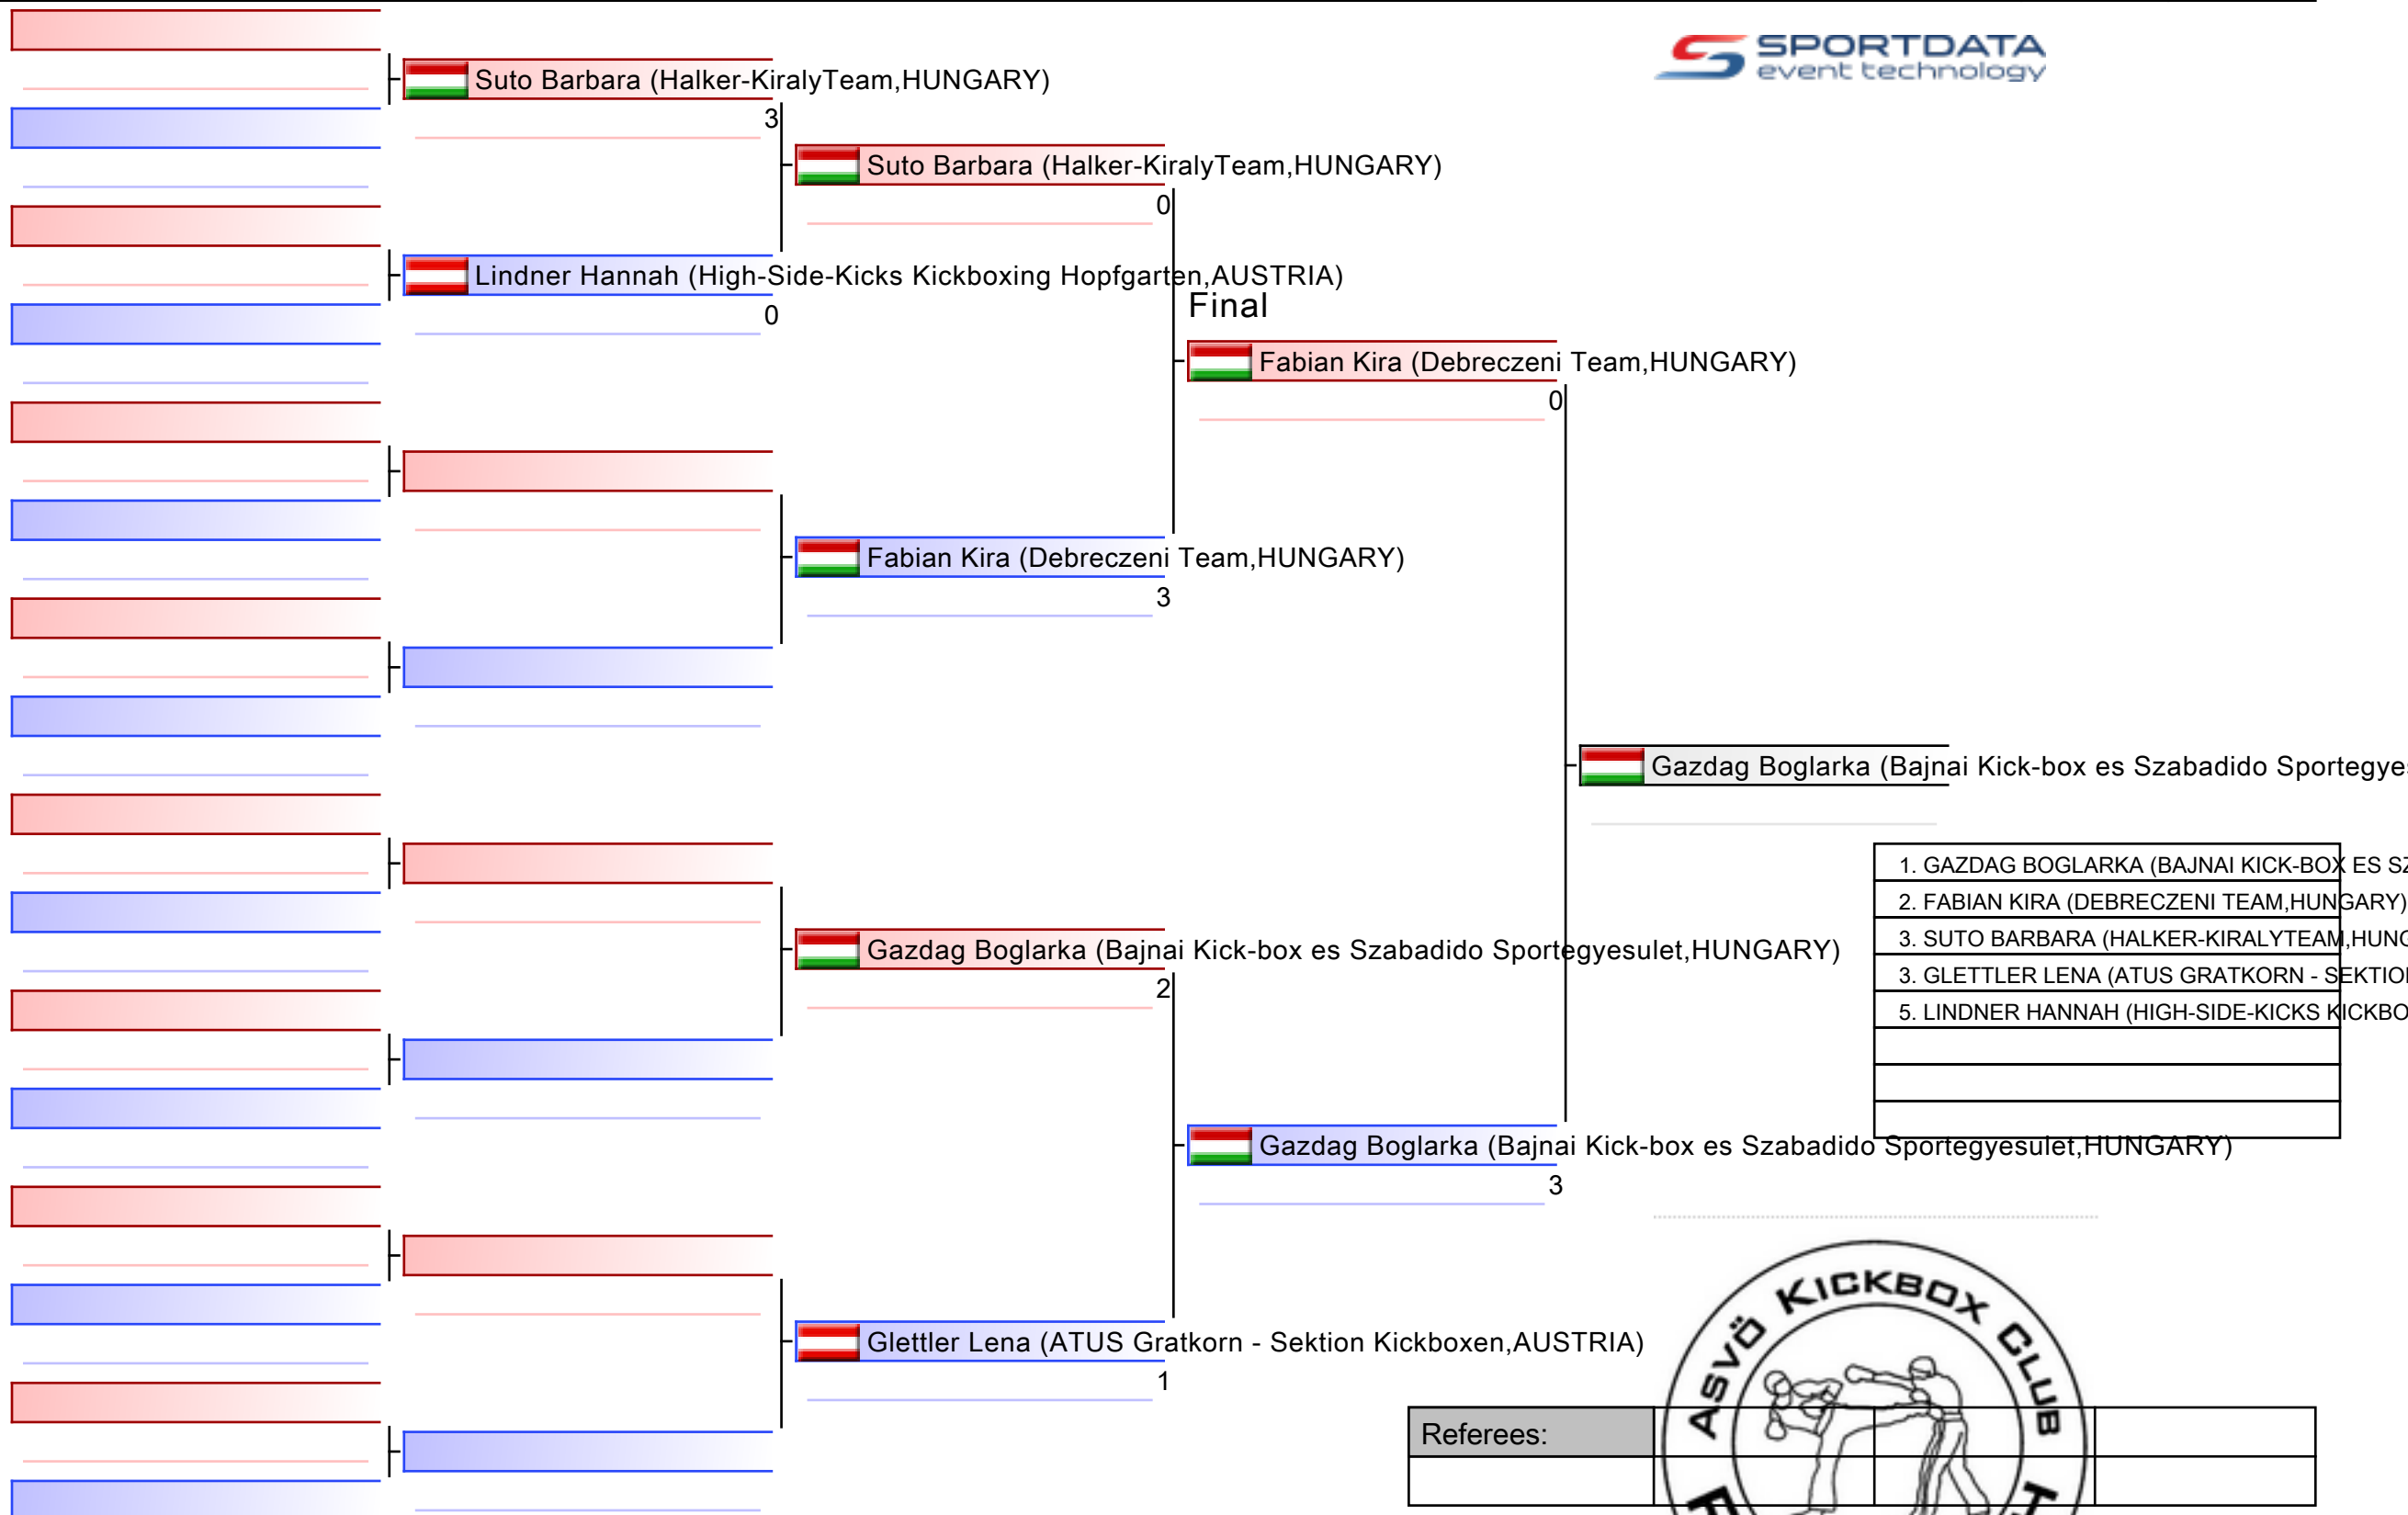 SPORTDATA
event technology
Suto Barbara (Halker-KiralyTeam,HUNGARY)
3
Suto Barbara (Halker-KiralyTeam,HUNGARY)
0
Lindner Hannah (High-Side-Kicks Kickboxing Hopfgarten,AUSTRIA)
0
Final
Fabian Kira (Debreczeni Team,HUNGARY)
0
Fabian Kira (Debreczeni Team,HUNGARY)
3
Gazdag Boglarka (Bajnai Kick-box es Szabadido Sportegye
1. GAZDAG BOGLARKA (BAJNAI KICK-BOX ES SZ
2. FABIAN KIRA (DEBRECZENI TEAM,HUNGARY)
3. SUTO BARBARA (HALKER-KIRALYTEAM,HUNG
3. GLETTLER LENA (ATUS GRATKORN - SEKTION
5. LINDNER HANNAH (HIGH-SIDE-KICKS KICKBO
Gazdag Boglarka (Bajnai Kick-box es Szabadido Sportegyesulet,HUNGARY)
2
Gazdag Boglarka (Bajnai Kick-box es Szabadido Sportegyesulet,HUNGARY)
3
Glettler Lena (ATUS Gratkorn - Sektion Kickboxen,AUSTRIA)
1
ASVÖ KICKBOX CLUB
Referees: